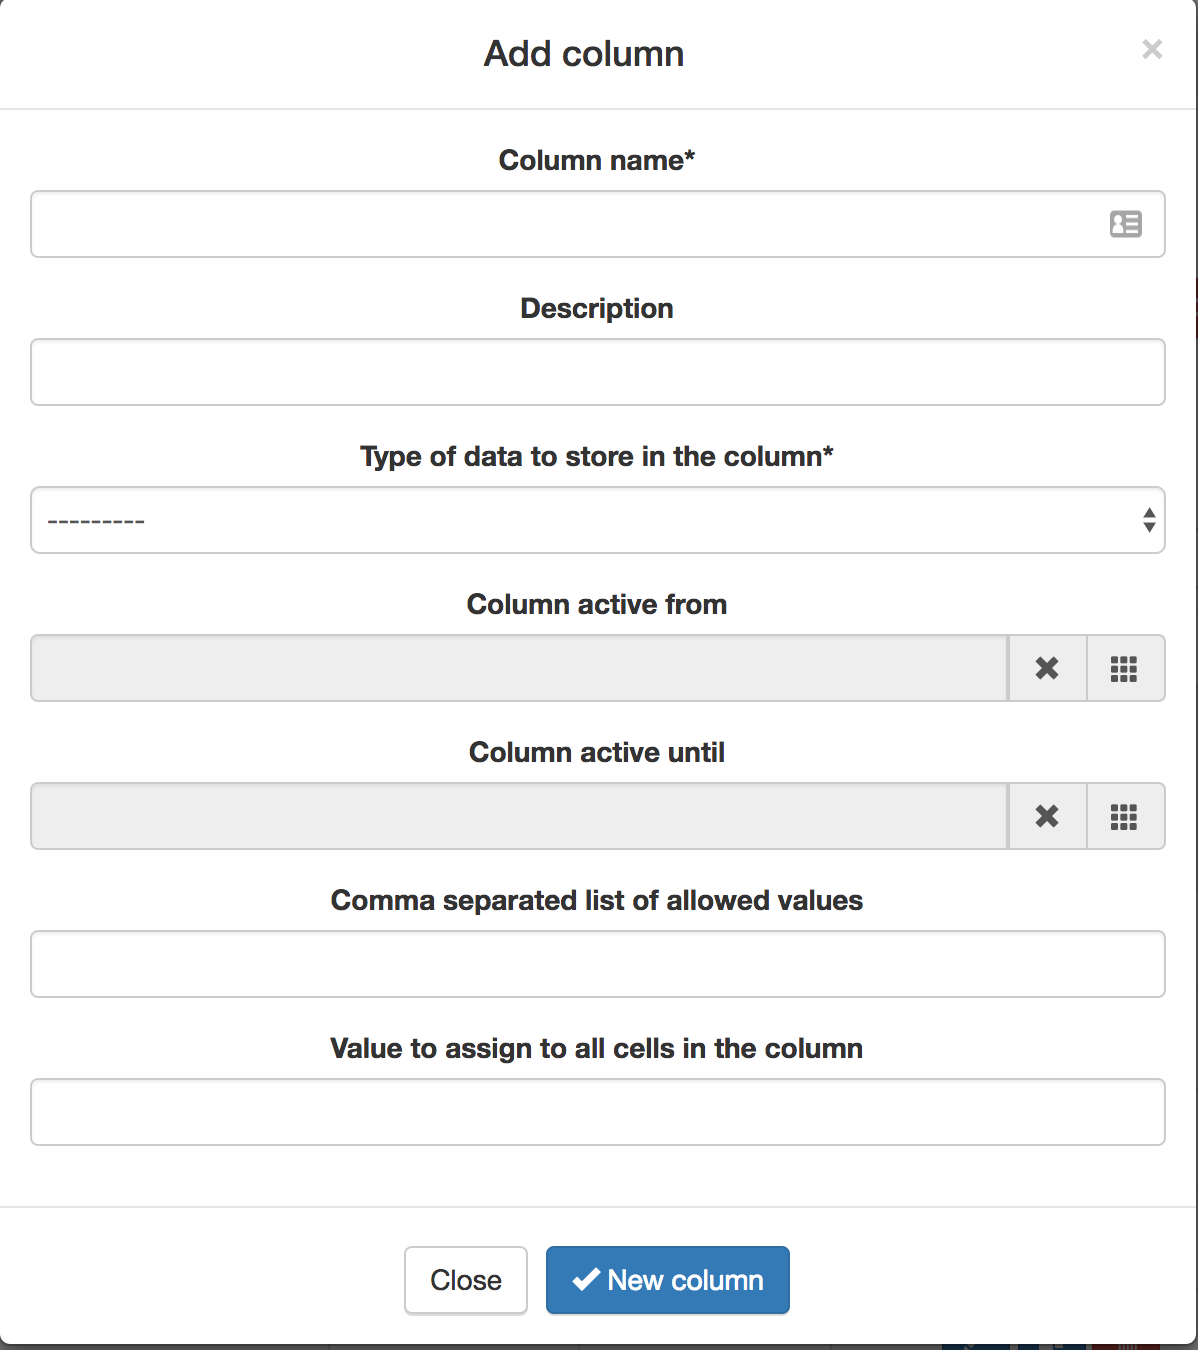 Add column
Column name*
Description
Type of data to store in the column*
---------
Column active from
Column active until
Comma separated list of allowed values
Value to assign to all cells in the column
Close
New column